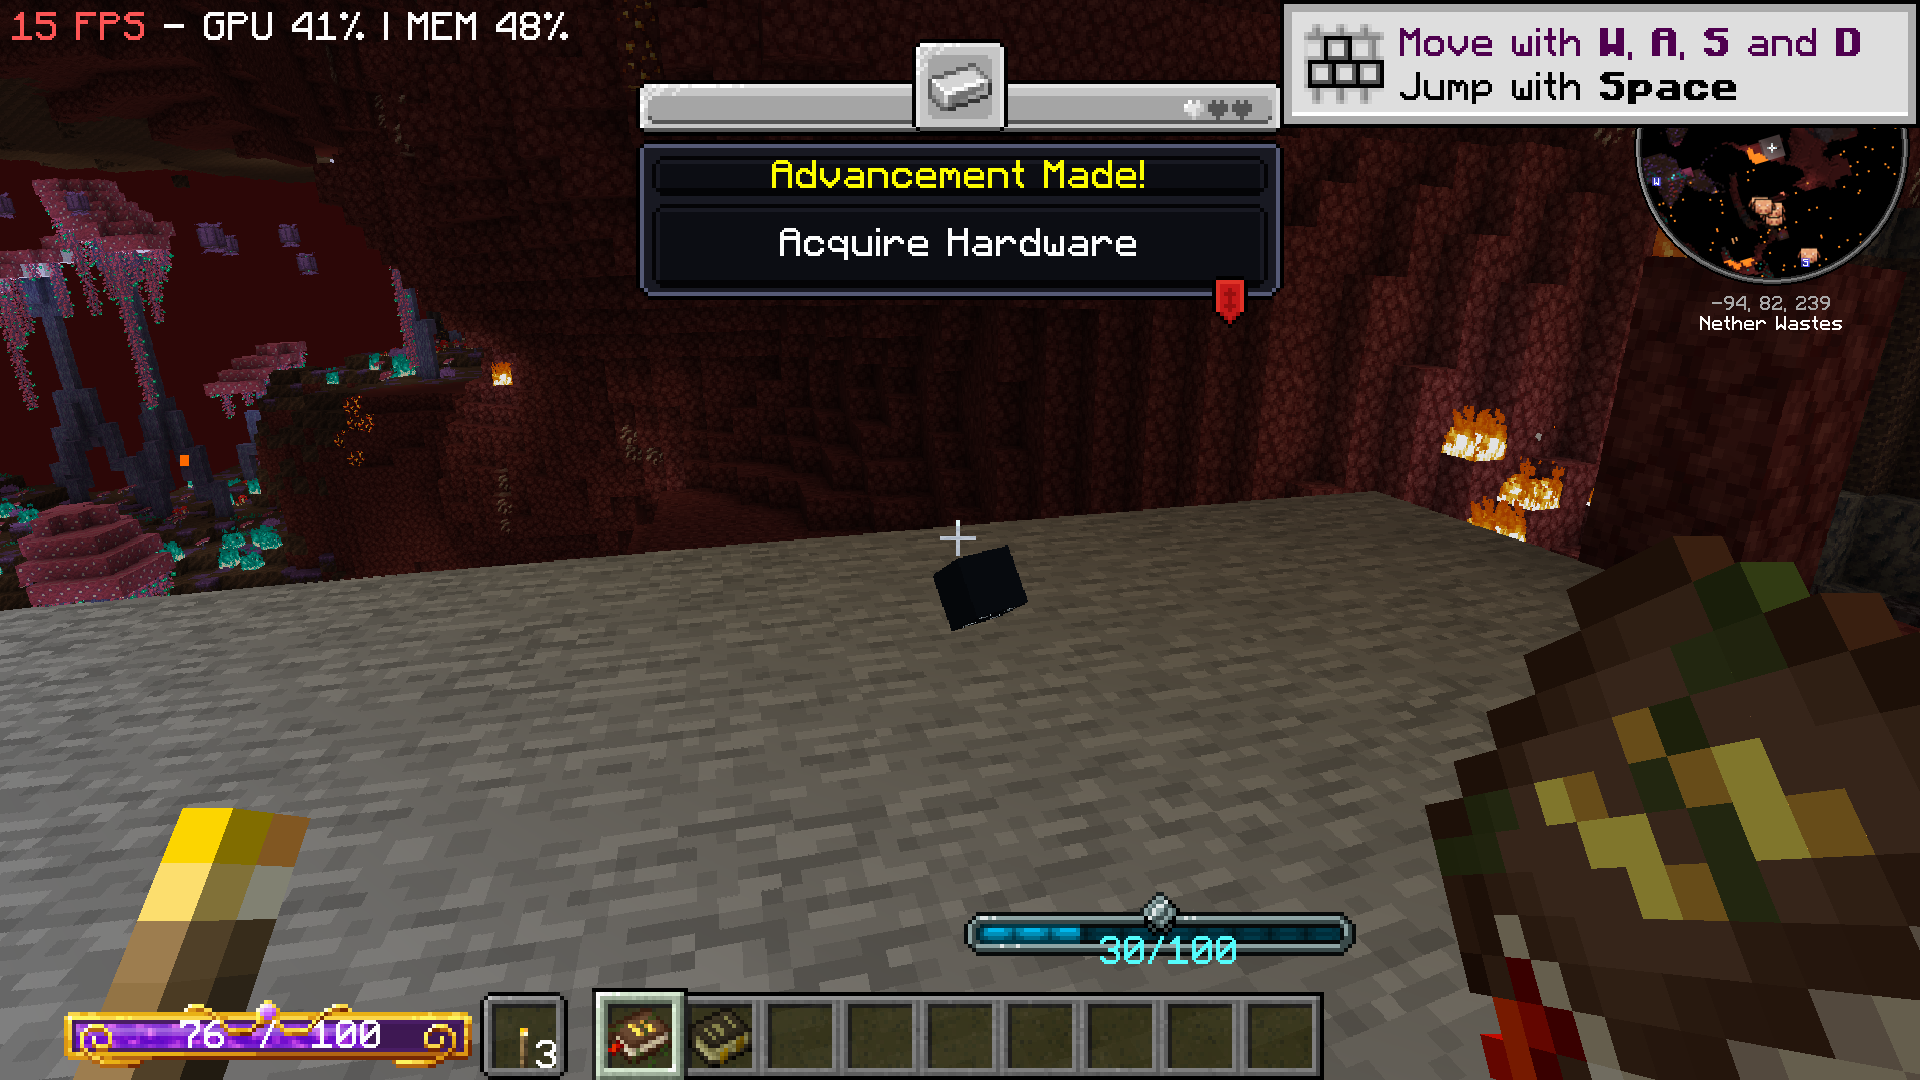 15 FPS – GPU 41% | MEM 48%
Move with W, A, S and D
Jump with Space
Advancement Made!
Acquire Hardware
W
S
-94, 82, 239
Nether Wastes
30/100
76 / 100
3